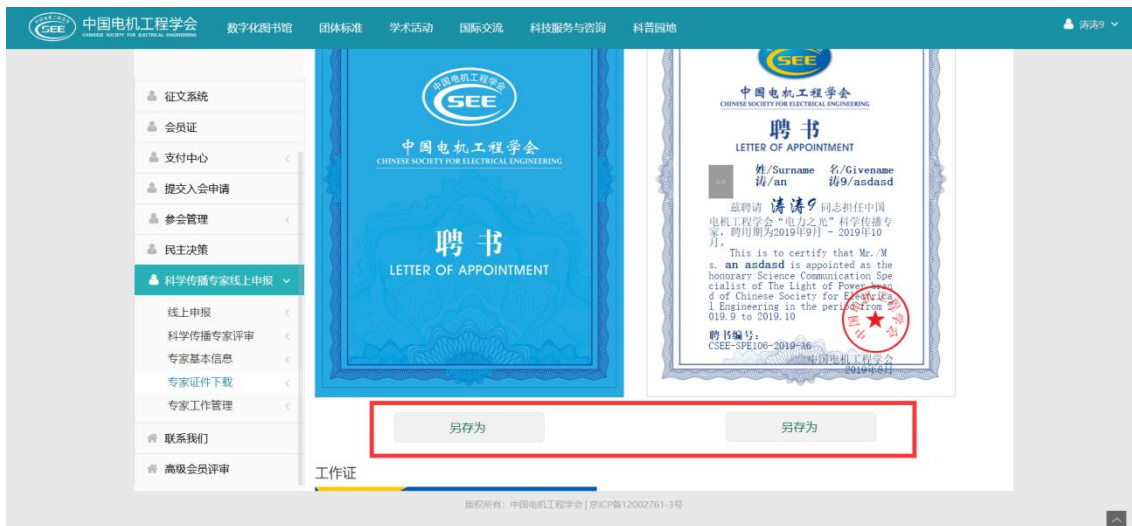 CSEE
中国电机工程学会
CHINESE SOCIETY FOR ELECTRICAL ENGINEERING
数字化图书馆
团体标准
学术活动
国际交流
科技服务与咨询
科普园地
涛涛9
征文系统
会员证
支付中心
提交入会申请
参会管理
民主决策
科学传播专家线上申报
线上申报
科学传播专家评审
专家基本信息
专家证件下载
专家工作管理
联系我们
高级会员评审
中国电机工程学会
SEE
中国电机工程学会
CHINESE SOCIETY FOR ELECTRICAL ENGINEERING
聘书
LETTER OF APPOINTMENT
SEE
中国电机工程学会
CHINESE SOCIETY FOR ELECTRICAL ENGINEERING
聘书
LETTER OF APPOINTMENT
姓/Surname 名/Givename
涛/an 涛9/asdasd
兹聘请 涛涛9 同志担任中国
电机工程学会“电力之光”科学传播专
家，聘用期为2019年9月 - 2019年10
月。
This is to certify that Mr./M
s. an asdasd is appointed as the
honorary Science Communication Spe
cialist of The Light of Power bran
d of Chinese Society for Electrica
l Engineering in the period from 2
019.9 to 2019.10
聘书编号：
CSEE-SPE106-2019-A6
中国电机工程学会
2019年8月
另存为
另存为
工作证
版权所有：中国电机工程学会 | 京ICP备12002761-3号